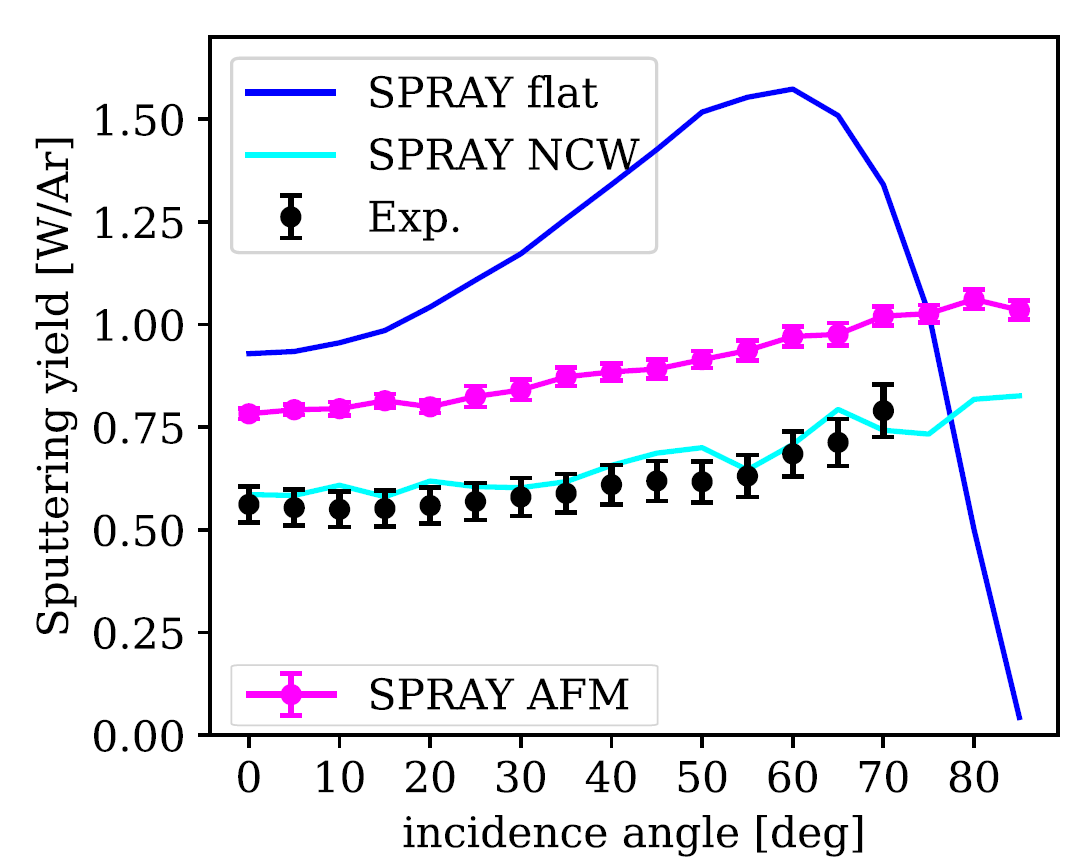 SPRAY flat
SPRAY NCW
Exp.
SPRAY AFM
Sputtering yield [W/Ar]
1.50
1.25
1.00
0.75
0.50
0.25
0.00
0 10 20 30 40 50 60 70 80
incidence angle [deg]